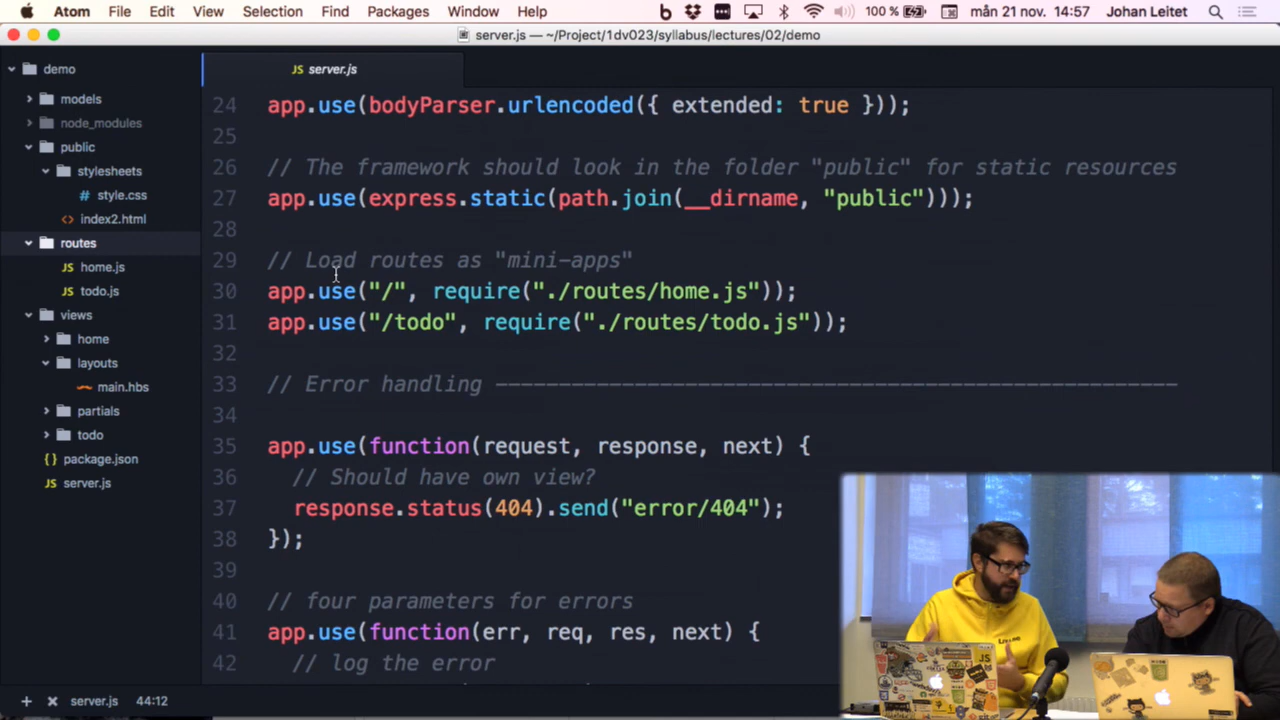 Atom File Edit View Selection Find Packages Window Help 100 % mån 21 nov. 14:57 Johan Leitet
server.js — ~/Project/1dv023/syllabus/lectures/02/demo
demo
models
node_modules
public
stylesheets
# style.css
<> index2.html
routes
JS home.js
JS todo.js
views
home
layouts
main.hbs
partials
todo
{} package.json
JS server.js
JS server.js
24 app.use(bodyParser.urlencoded({ extended: true }));
25
26 // The framework should look in the folder "public" for static resources
27 app.use(express.static(path.join(__dirname, "public")));
28
29 // Load routes as "mini-apps"
30 app.use("/", require("./routes/home.js"));
31 app.use("/todo", require("./routes/todo.js"));
32
33 // Error handling ------------------------------------------------------
34
35 app.use(function(request, response, next) {
36 // Should have own view?
37 response.status(404).send("error/404");
38 });
39
40 // four parameters for errors
41 app.use(function(err, req, res, next) {
42 // log the error
+ × server.js 44:12
JS